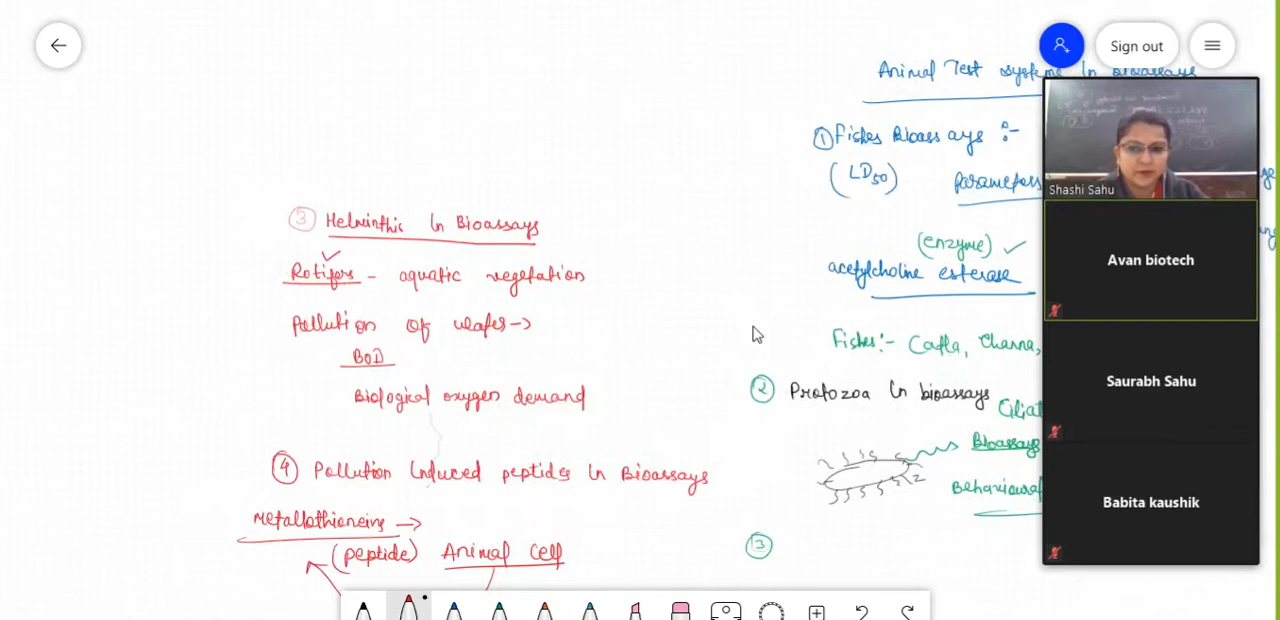 Sign out
Animal Test systems in bioassays
① Fishes Bioassays :-
(LD50) parameters
(enzyme) ✓
acetylcholine esterase
Fishes:- Catla, Channa,
② Protozoa in bioassays
Ciliat
Bioassays
Behavioural
③
③ Helminthic in Bioassays
Rotifers - aquatic vegetation
Pollution of water →
BOD
Biological oxygen demand
④ Pollution induced peptides in Bioassays
Metallothioneins →
(peptide) Animal Cell
Shashi Sahu
Avan biotech
Saurabh Sahu
Babita kaushik